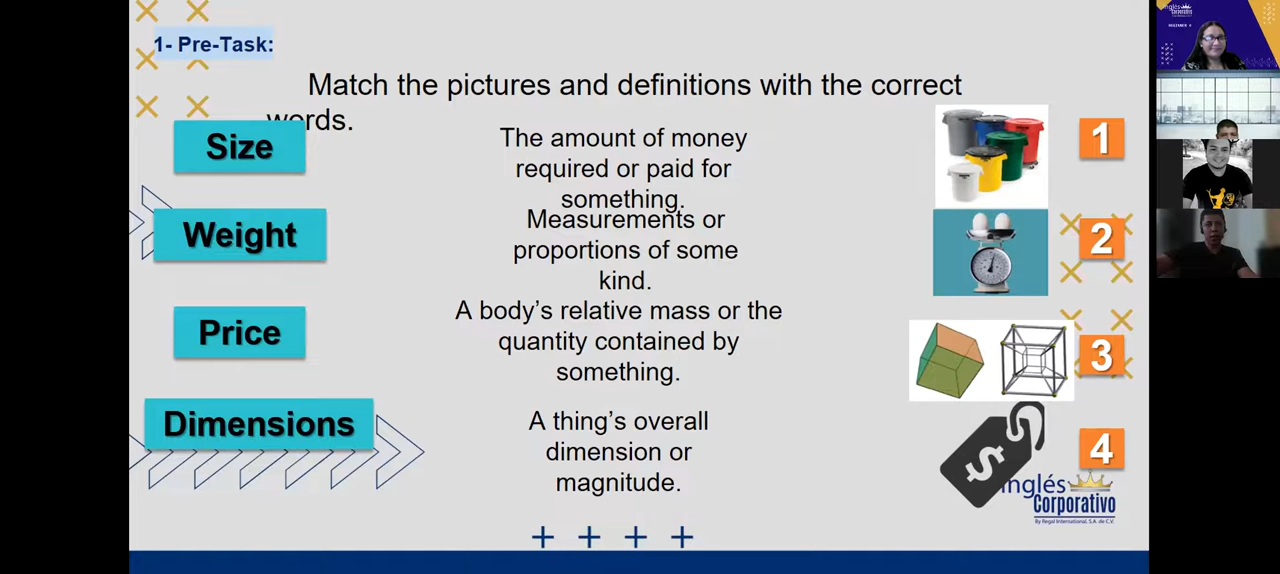 1- Pre-Task:
Match the pictures and definitions with the correct
words.
Size
The amount of money
required or paid for
something.
1
Weight
Measurements or
proportions of some
kind.
2
Price
A body’s relative mass or the
quantity contained by
something.
3
Dimensions
A thing’s overall
dimension or
magnitude.
4
$
Inglés
Corporativo
By Regal International, S.A. de C.V.
Inglés